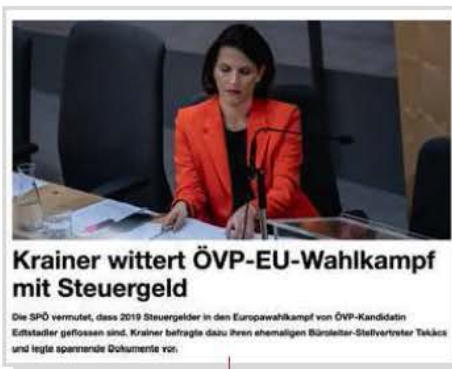 Krainer wittert ÖVP-EU-Wahlkampf
mit Steuergeld
Die SPÖ vermutet, dass 2019 Steuergelder in den Europawahlkampf von ÖVP-Kandidatin
Edtstadler geflossen sind. Krainer befragte dazu ihren ehemaligen Büroleiter-Stellvertreter Takács
und legte spannende Dokumente vor.